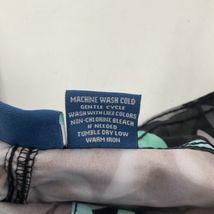 MACHINE WASH COLD
GENTLE CYCLE
WASH WITH LIKE COLORS
NON-CHLORINE BLEACH
IF NEEDED
TUMBLE DRY LOW
WARM IRON